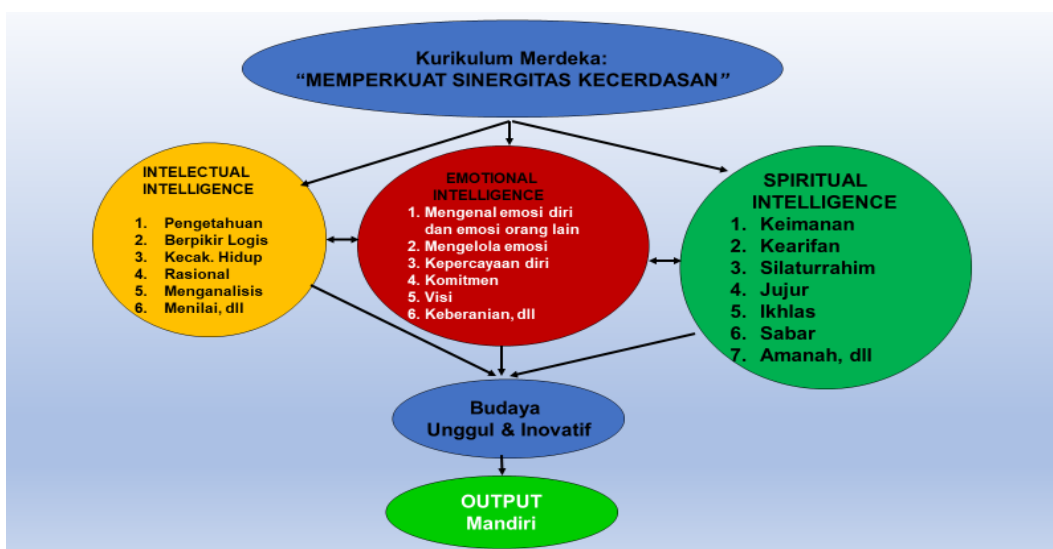 Kurikulum Merdeka:
“MEMPERKUAT SINERGITAS KECERDASAN”
INTELECTUAL
INTELLIGENCE
1. Pengetahuan
2. Berpikir Logis
3. Kecak. Hidup
4. Rasional
5. Menganalisis
6. Menilai, dll
EMOTIONAL
INTELLIGENCE
1. Mengenal emosi diri
dan emosi orang lain
2. Mengelola emosi
3. Kepercayaan diri
4. Komitmen
5. Visi
6. Keberanian, dll
SPIRITUAL
INTELLIGENCE
1. Keimanan
2. Kearifan
3. Silaturrahim
4. Jujur
5. Ikhlas
6. Sabar
7. Amanah, dll
Budaya
Unggul & Inovatif
OUTPUT
Mandiri